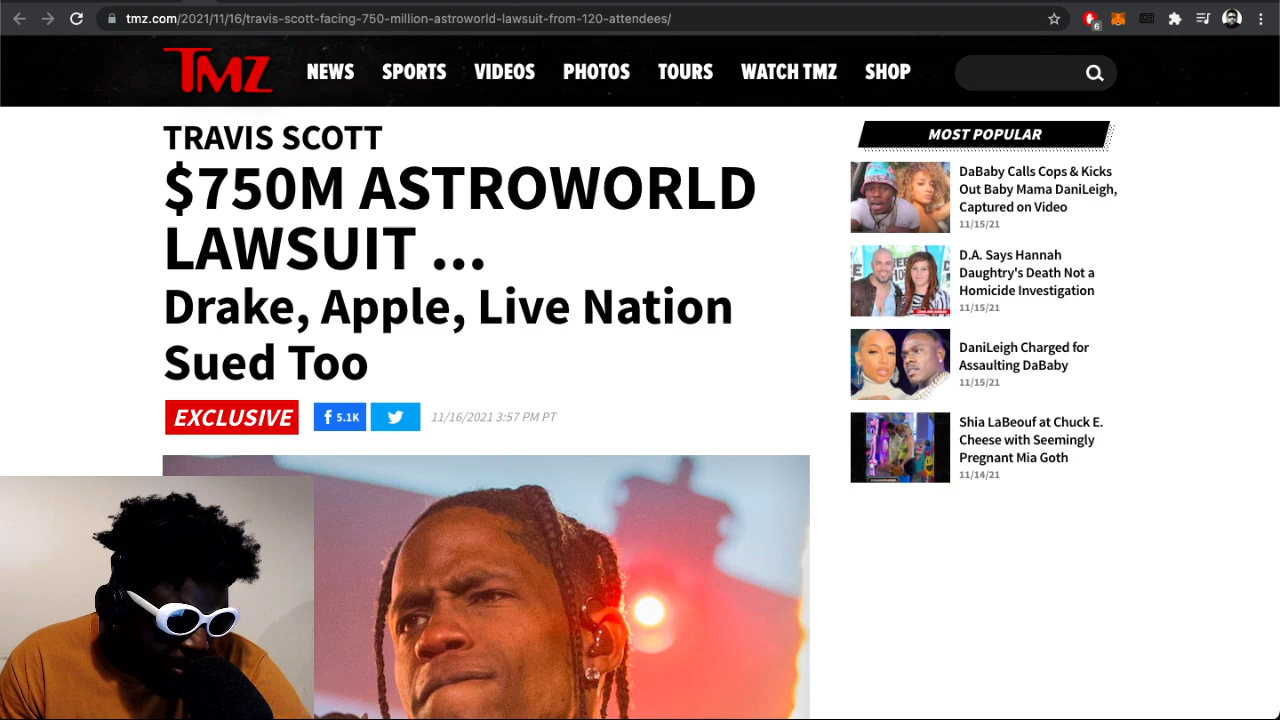 tmz.com/2021/11/16/travis-scott-facing-750-million-astroworld-lawsuit-from-120-attendees/
6
TMZ
NEWS SPORTS VIDEOS PHOTOS TOURS WATCH TMZ SHOP
TRAVIS SCOTT
$750M ASTROWORLD
LAWSUIT ...
Drake, Apple, Live Nation
Sued Too
EXCLUSIVE
5.1K
11/16/2021 3:57 PM PT
MOST POPULAR
DaBaby Calls Cops & Kicks
Out Baby Mama DaniLeigh,
Captured on Video
11/15/21
D.A. Says Hannah
Daughtry's Death Not a
Homicide Investigation
11/15/21
DaniLeigh Charged for
Assaulting DaBaby
11/15/21
Shia LaBeouf at Chuck E.
Cheese with Seemingly
Pregnant Mia Goth
11/14/21